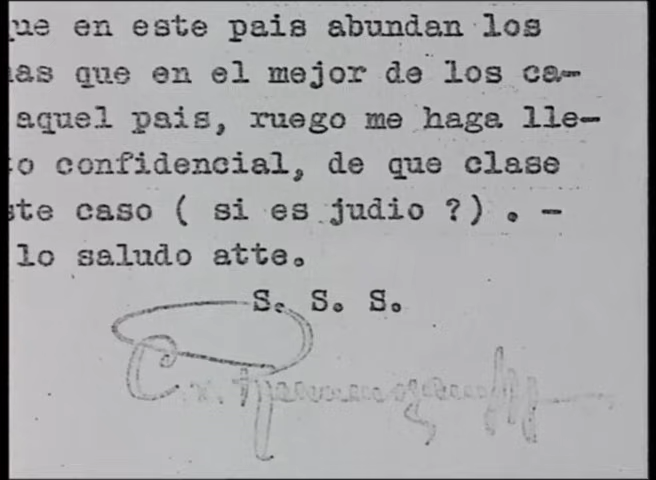 ue en este pais abundan los
as que en el mejor de los ca-
aquel pais, ruego me haga lle-
o confidencial, de que clase
ste caso ( si es judio ?) . -
lo saludo atte.
S. S. S.